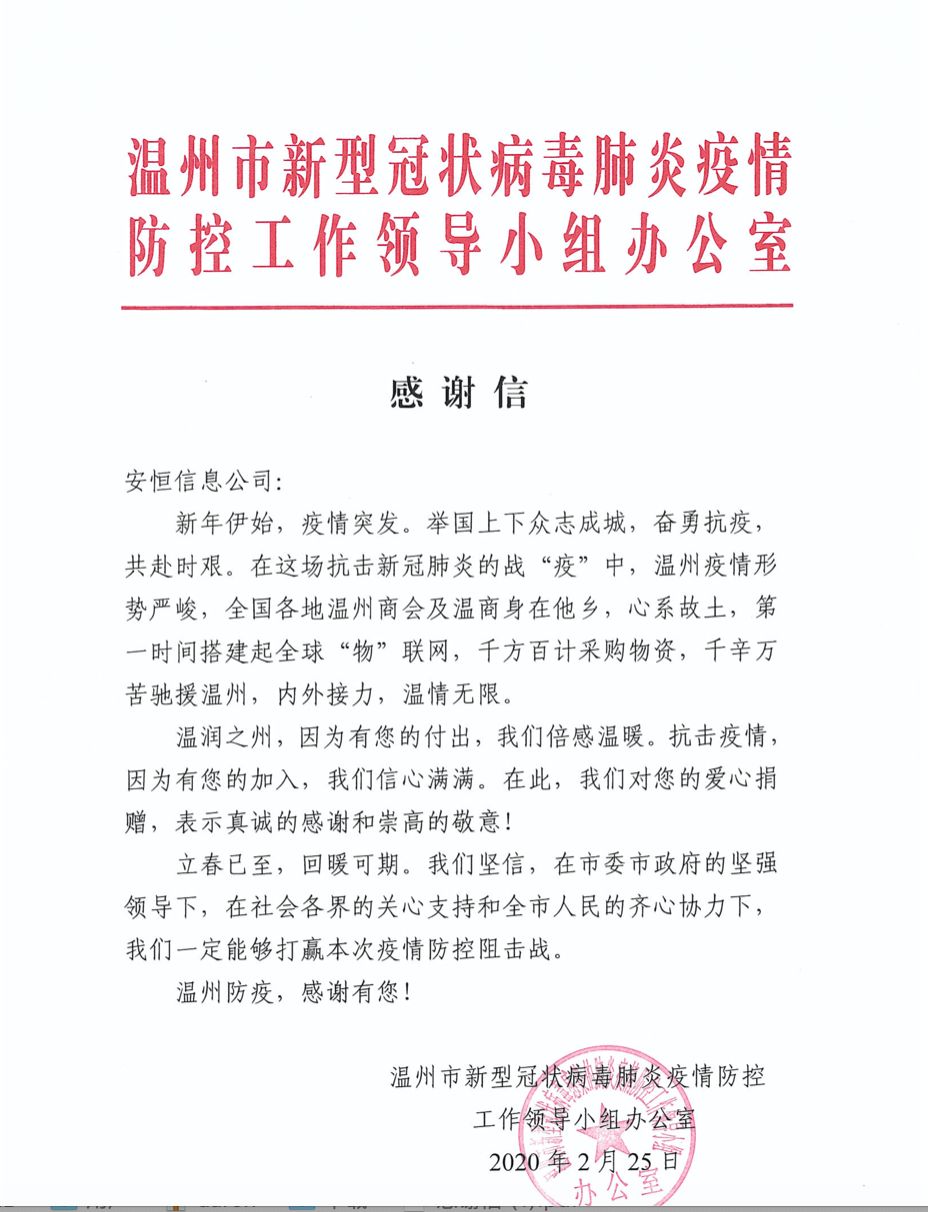 温州市新型冠状病毒肺炎疫情
防控工作领导小组办公室
感谢信
安恒信息公司：
新年伊始，疫情突发。举国上下众志成城，奋勇抗疫，
共赴时艰。在这场抗击新冠肺炎的战“疫”中，温州疫情形
势严峻，全国各地温州商会及温商身在他乡，心系故土，第
一时间搭建起全球“物”联网，千方百计采购物资，千辛万
苦驰援温州，内外接力，温情无限。
温润之州，因为有您的付出，我们倍感温暖。抗击疫情，
因为有您的加入，我们信心满满。在此，我们对您的爱心捐
赠，表示真诚的感谢和崇高的敬意！
立春已至，回暖可期。我们坚信，在市委市政府的坚强
领导下，在社会各界的关心支持和全市人民的齐心协力下，
我们一定能够打赢本次疫情防控阻击战。
温州防疫，感谢有您！
温州市新型冠状病毒肺炎疫情防控
工作领导小组办公室
2020年2月25日
办公室